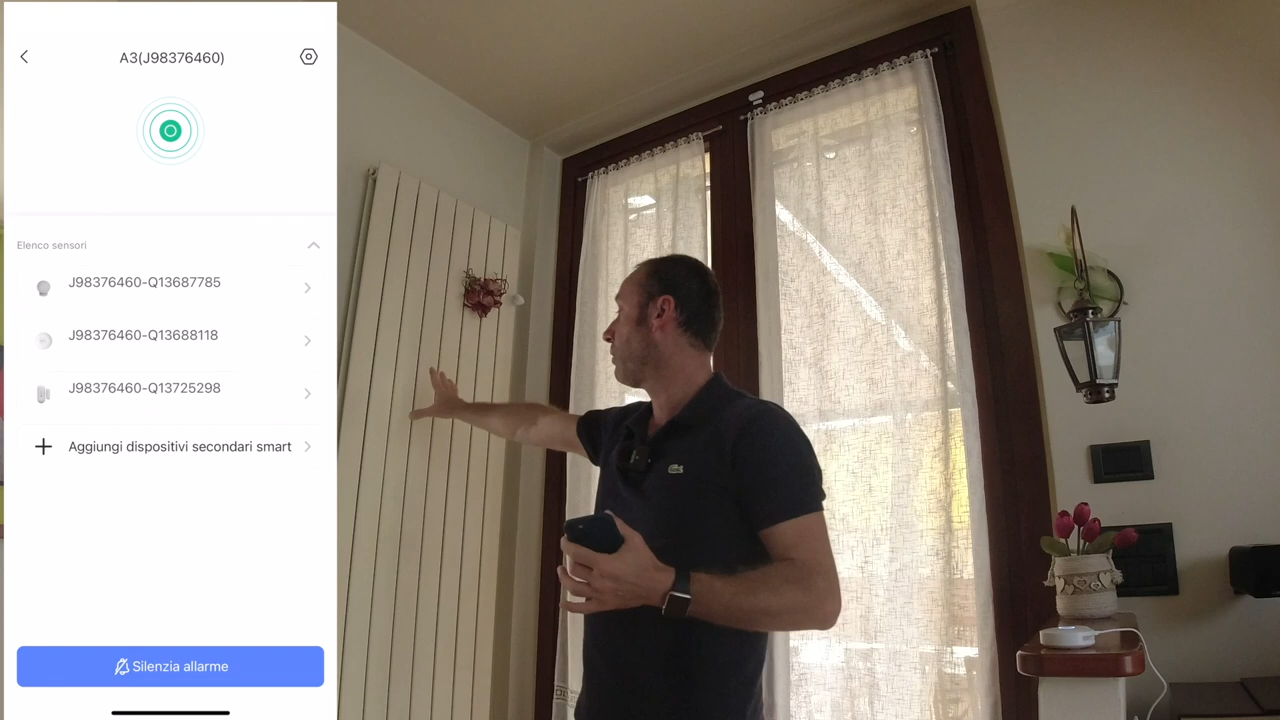 A3(J98376460)
Elenco sensori
J98376460-Q13687785
J98376460-Q13688118
J98376460-Q13725298
Aggiungi dispositivi secondari smart
Silenzia allarme